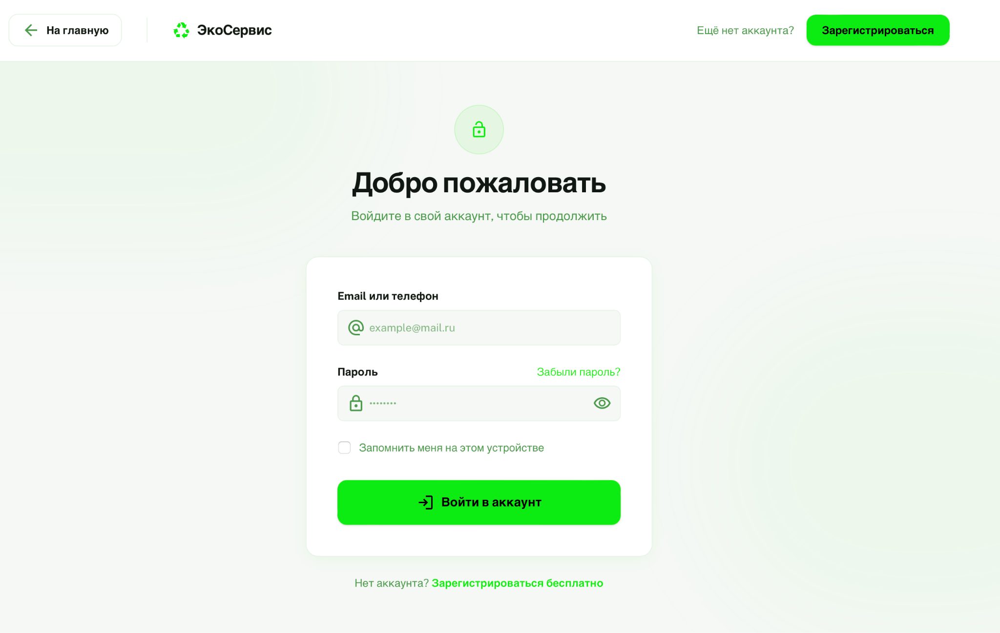 На главную
ЭкоСервис
Ещё нет аккаунта?
Зарегистрироваться
Добро пожаловать
Войдите в свой аккаунт, чтобы продолжить
Email или телефон
example@mail.ru
Пароль
Забыли пароль?
••••••••
Запомнить меня на этом устройстве
Войти в аккаунт
Нет аккаунта? Зарегистрироваться бесплатно